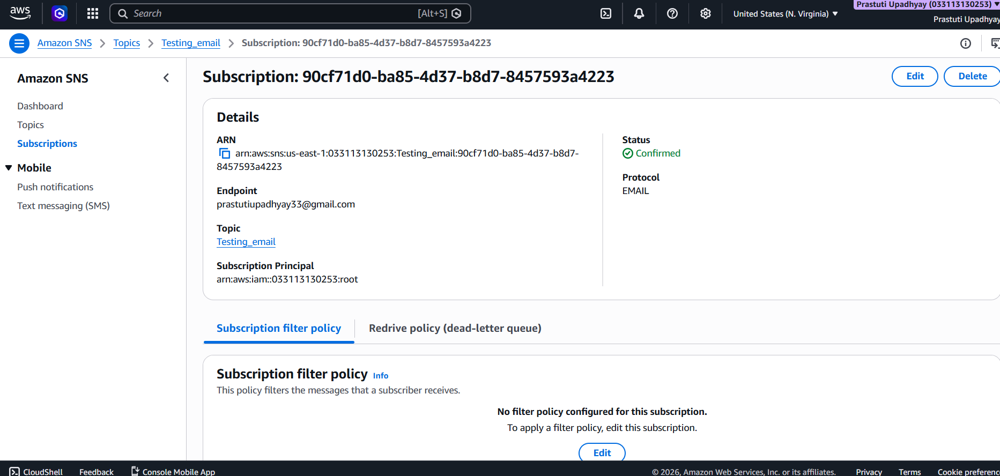 aws
Search
[Alt+S]
United States (N. Virginia)
Prastuti Upadhyay (033113130253)
Prastuti Upadhyay
Amazon SNS
Topics
Testing_email
Subscription: 90cf71d0-ba85-4d37-b8d7-8457593a4223
Amazon SNS
Dashboard
Topics
Subscriptions
Mobile
Push notifications
Text messaging (SMS)
Subscription: 90cf71d0-ba85-4d37-b8d7-8457593a4223
Edit
Delete
Details
ARN
arn:aws:sns:us-east-1:033113130253:Testing_email:90cf71d0-ba85-4d37-b8d7-
8457593a4223
Endpoint
prastutiupadhyay33@gmail.com
Topic
Testing_email
Subscription Principal
arn:aws:iam::033113130253:root
Status
Confirmed
Protocol
EMAIL
Subscription filter policy
Redrive policy (dead-letter queue)
Subscription filter policy Info
This policy filters the messages that a subscriber receives.
No filter policy configured for this subscription.
To apply a filter policy, edit this subscription.
Edit
CloudShell
Feedback
Console Mobile App
© 2026, Amazon Web Services, Inc. or its affiliates.
Privacy
Terms
Cookie preferenc